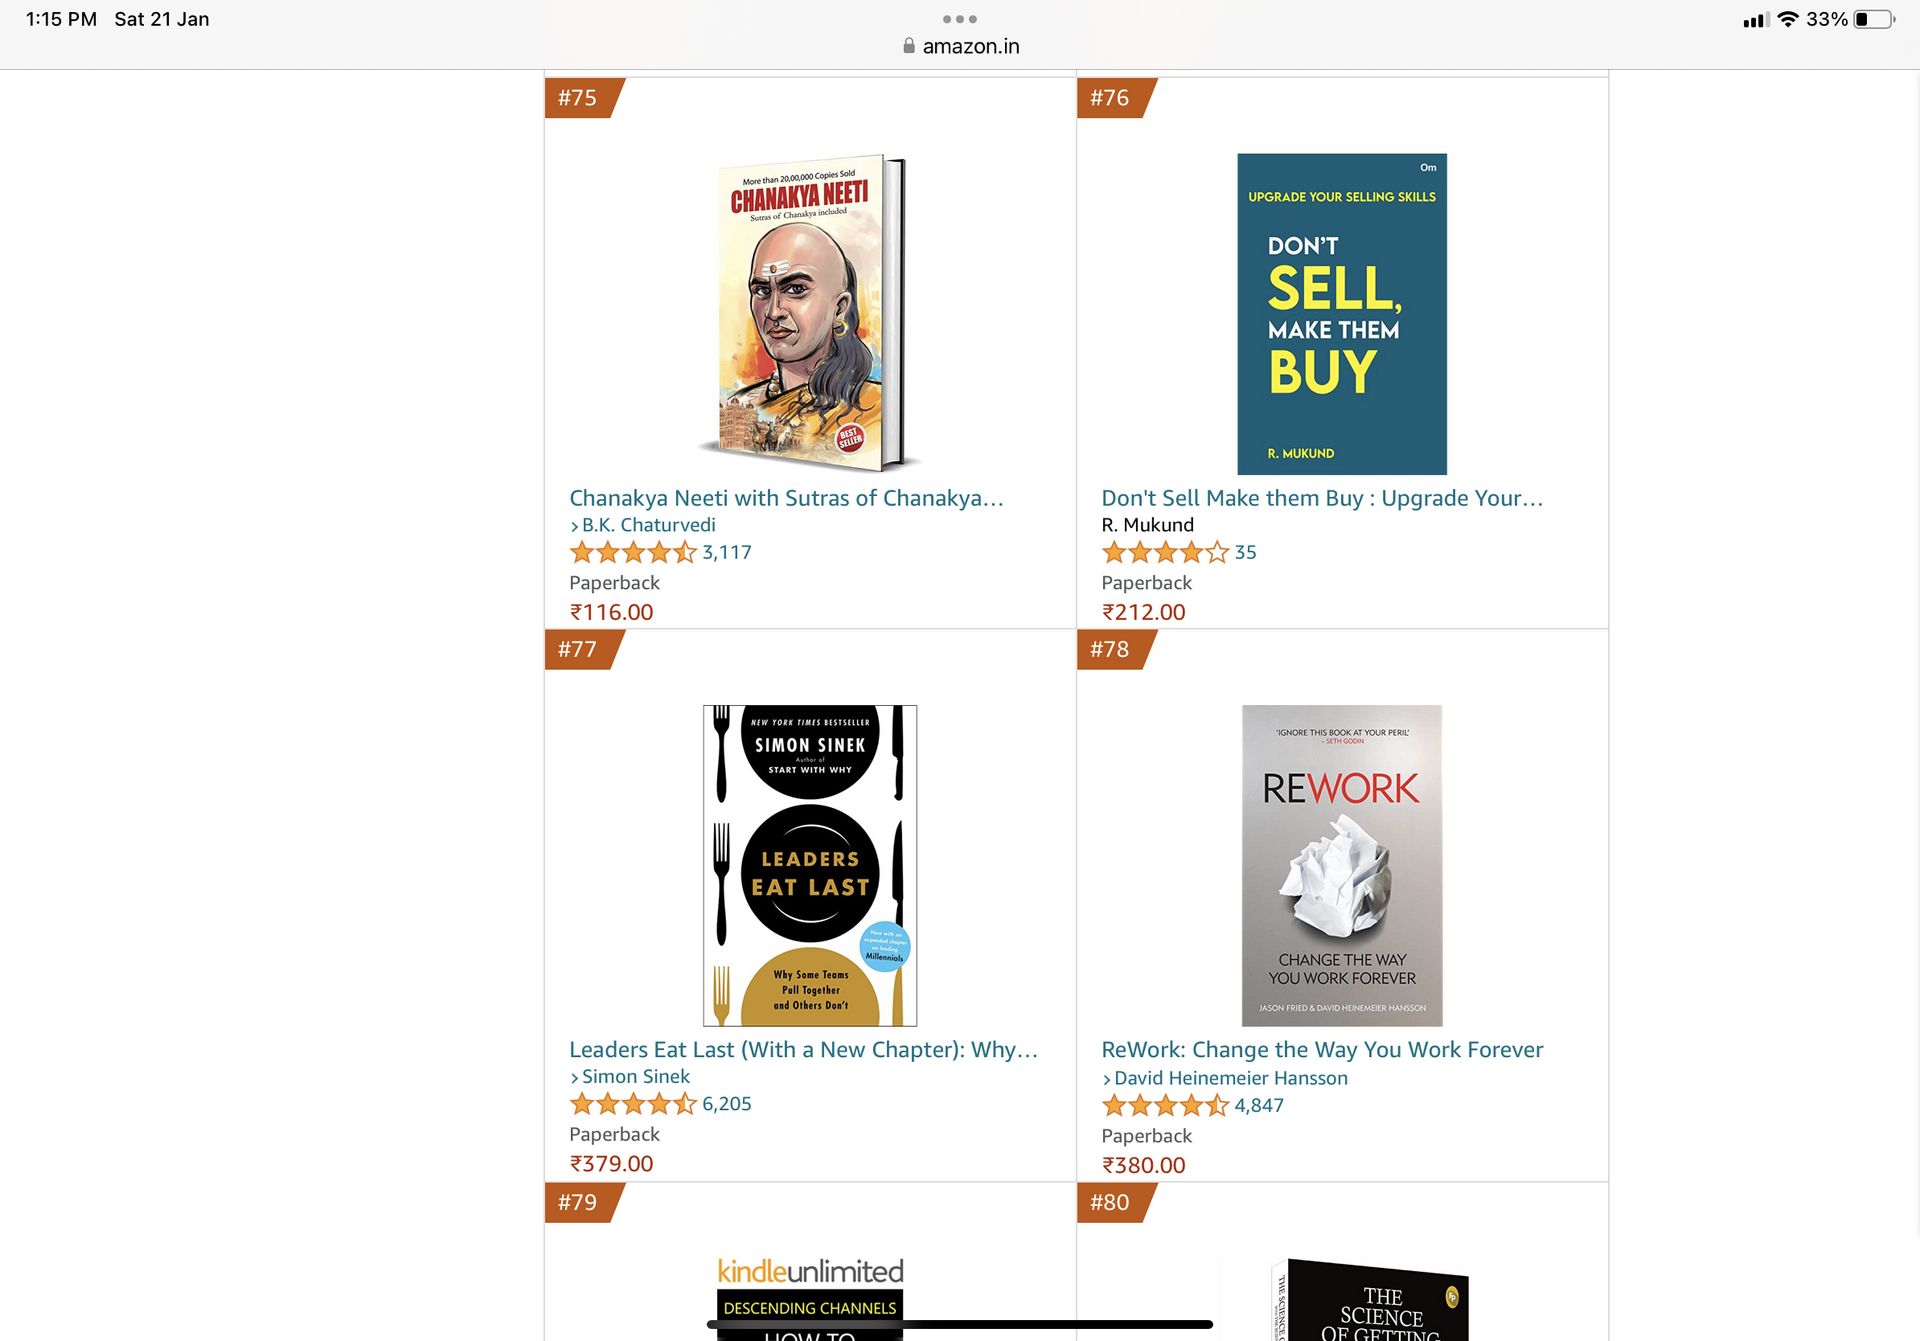 1:15 PM Sat 21 Jan
33%
amazon.in
#75
More than 20,00,000 Copies Sold
CHANAKYA NEETI
Sutras of Chanakya included
BEST
SELLER
Chanakya Neeti with Sutras of Chanakya...
› B.K. Chaturvedi
3,117
Paperback
₹116.00
#76
Om
UPGRADE YOUR SELLING SKILLS
DON'T
SELL,
MAKE THEM
BUY
R. MUKUND
Don't Sell Make them Buy : Upgrade Your...
R. Mukund
35
Paperback
₹212.00
#77
NEW YORK TIMES BESTSELLER
SIMON SINEK
Author of
START WITH WHY
LEADERS
EAT LAST
New with an
expanded chapter
on leading
Millennials
Why Some Teams
Pull Together
and Others Don't
Leaders Eat Last (With a New Chapter): Why...
› Simon Sinek
6,205
Paperback
₹379.00
#78
'IGNORE THIS BOOK AT YOUR PERIL'
– SETH GODIN
REWORK
CHANGE THE WAY
YOU WORK FOREVER
JASON FRIED & DAVID HEINEMEIER HANSSON
ReWork: Change the Way You Work Forever
› David Heinemeier Hansson
4,847
Paperback
₹380.00
#79
kindleunlimited
DESCENDING CHANNELS
HOW TO
#80
THE
SCIENCE
OF GETTING